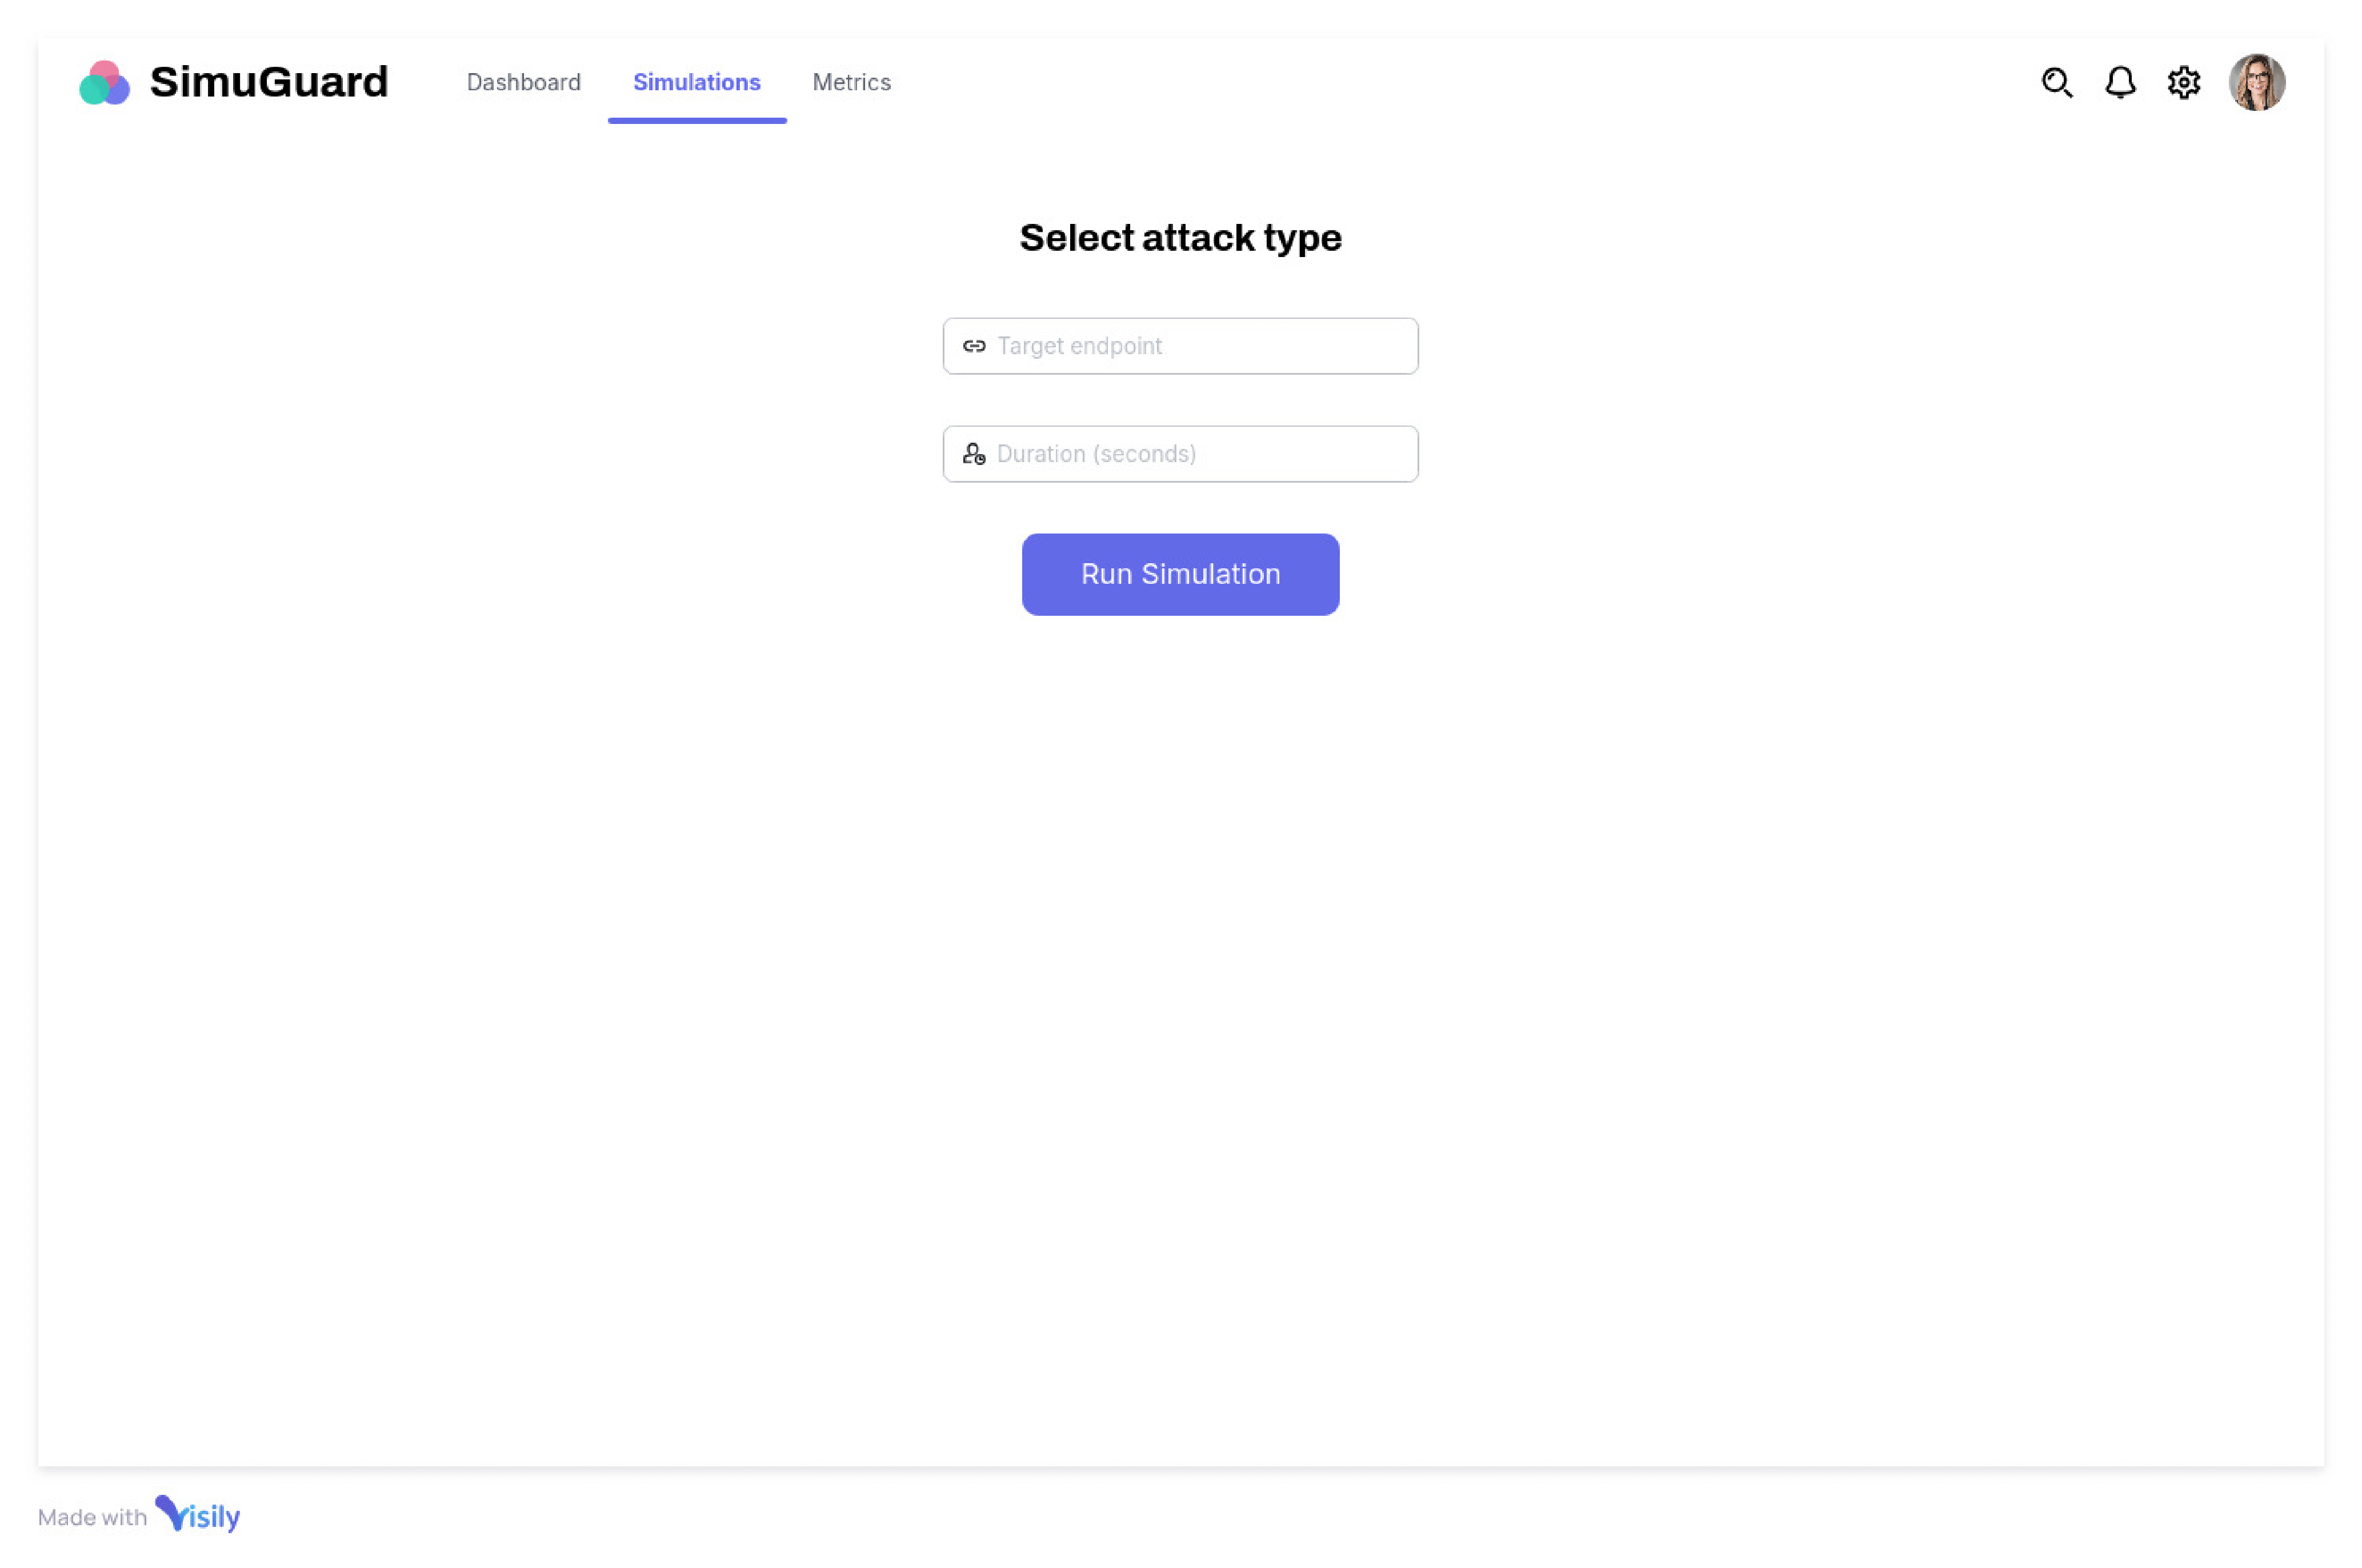 SimuGuard Dashboard Simulations Metrics
Select attack type
Target endpoint
Duration (seconds)
Run Simulation
Made with Visily